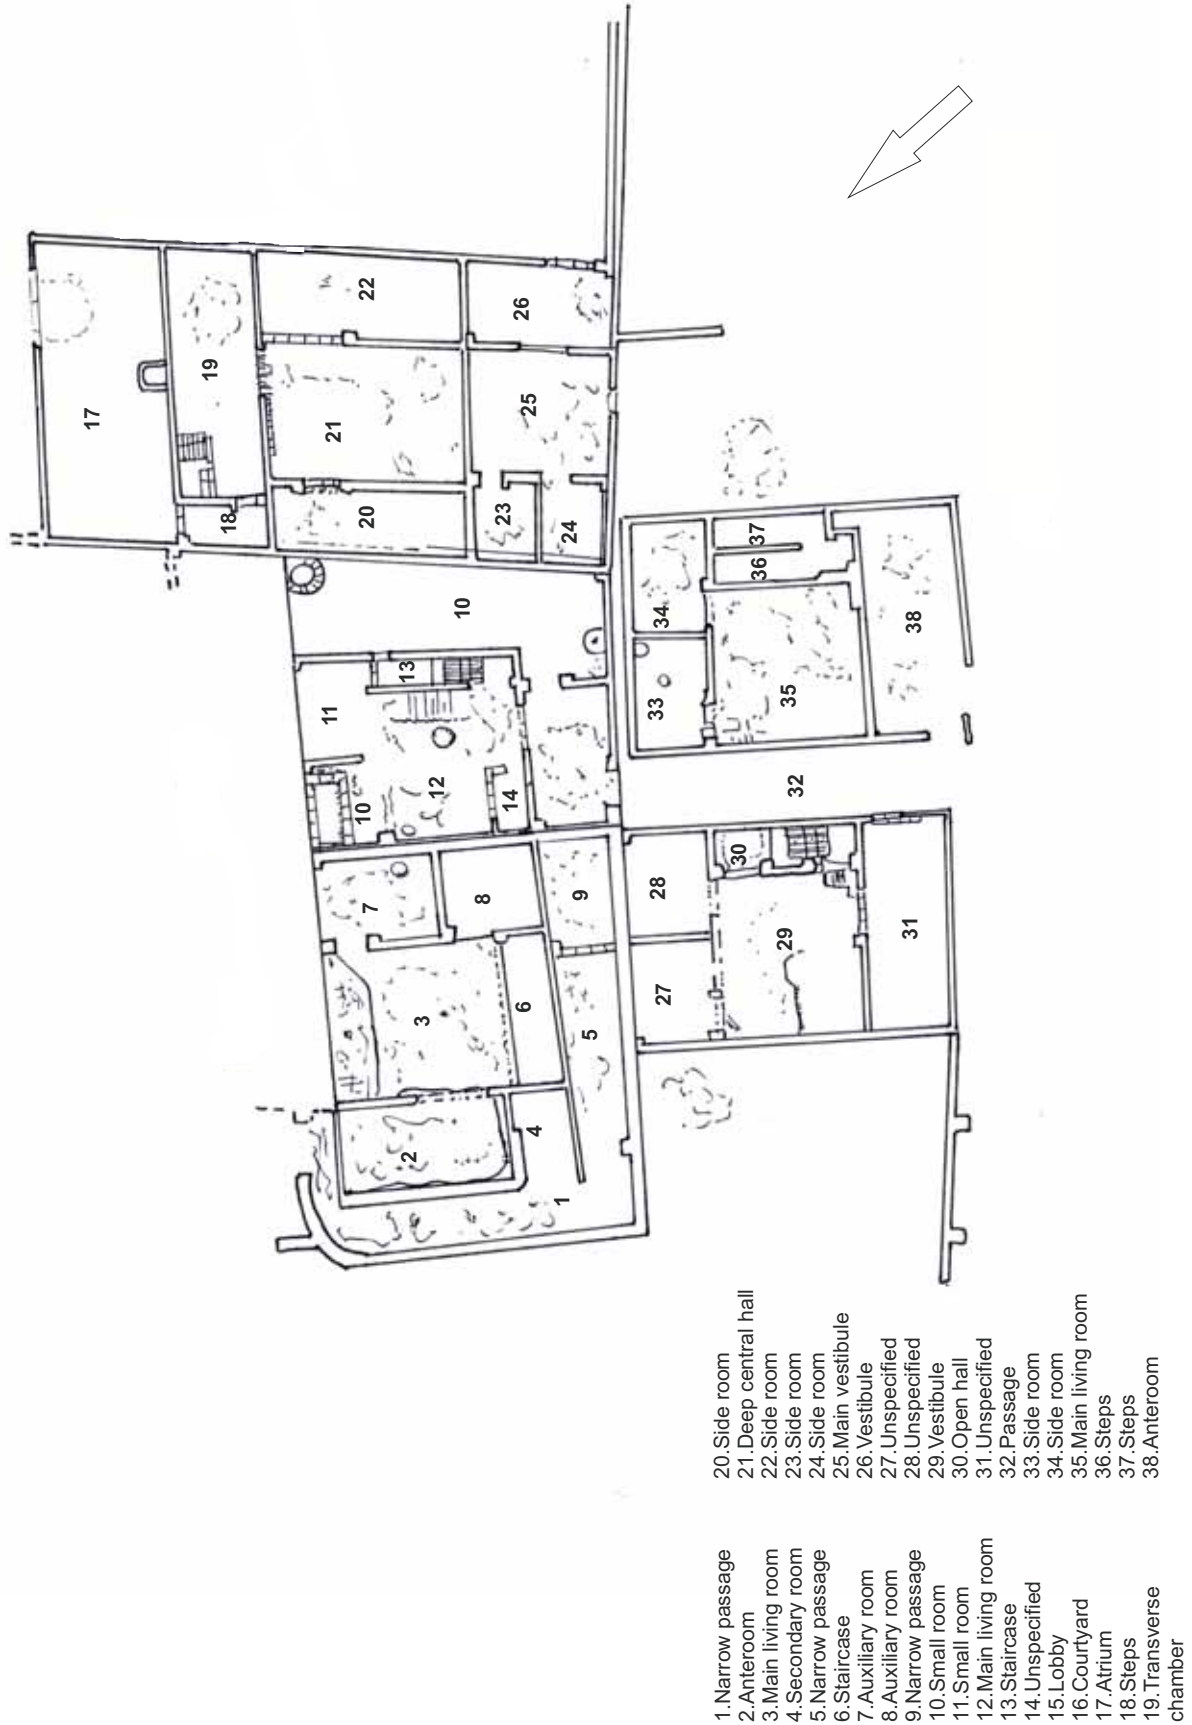 17
19
22
18
20
21
26
25
23
24
10
11
13
12
10
14
34
33
37
36
35
38
32
7
8
9
3
6
5
2
4
1
28
27
30
29
31
1.Narrow passage
2.Anteroom
3.Main living room
4.Secondary room
5.Narrow passage
6.Staircase
7.Auxiliary room
8.Auxiliary room
9.Narrow passage
10.Small room
11.Small room
12.Main living room
13.Staircase
14.Unspecified
15.Lobby
16.Courtyard
17.Atrium
18.Steps
19.Transverse
chamber
20.Side room
21.Deep central hall
22.Side room
23.Side room
24.Side room
25.Main vestibule
26.Vestibule
27.Unspecified
28.Unspecified
29.Vestibule
30.Open hall
31.Unspecified
32.Passage
33.Side room
34.Side room
35.Main living room
36.Steps
37.Steps
38.Anteroom